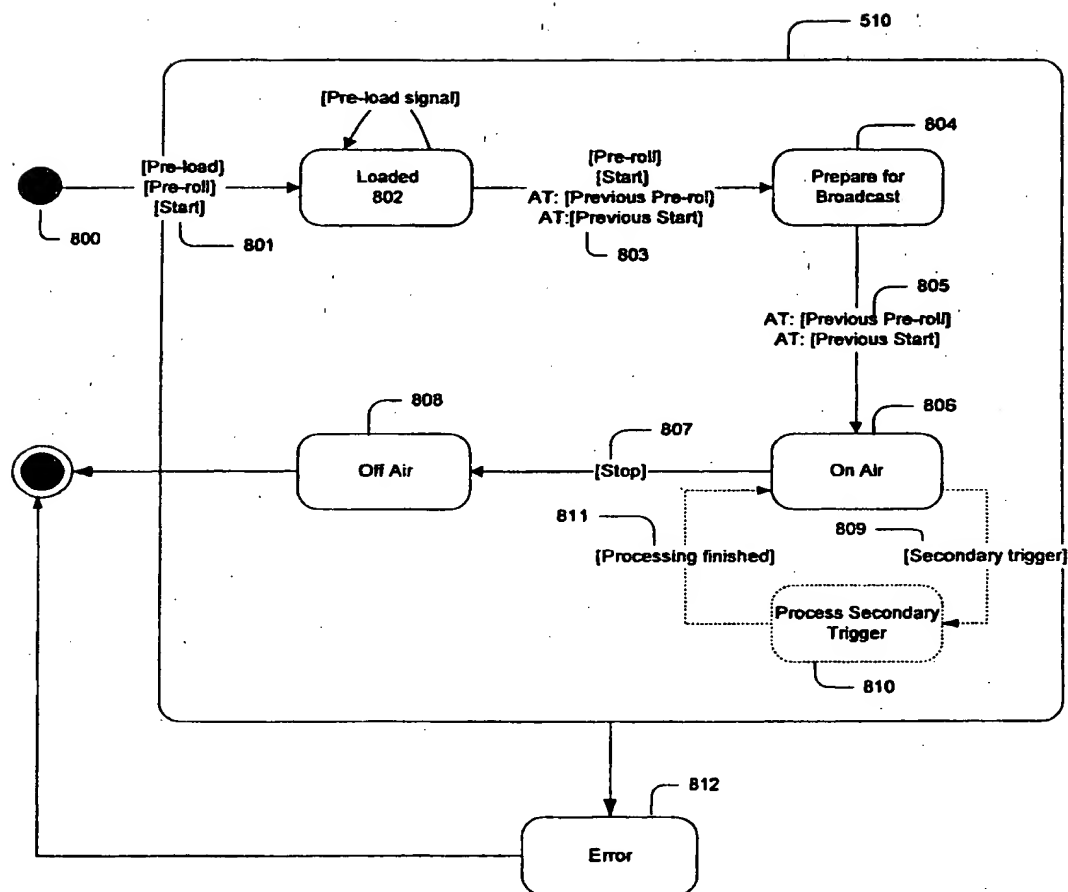 510
[Pre-load signal]
804
[Pre-load]
[Pre-roll]
[Start]
801
800
Loaded
802
[Pre-roll]
[Start]
AT: [Previous Pre-rol]
AT:[Previous Start]
803
Prepare for
Broadcast
805
AT: [Previous Pre-roll]
AT: [Previous Start]
808
807
806
Off Air
[Stop]
On Air
811
809
[Processing finished]
[Secondary trigger]
Process Secondary
Trigger
810
812
Error